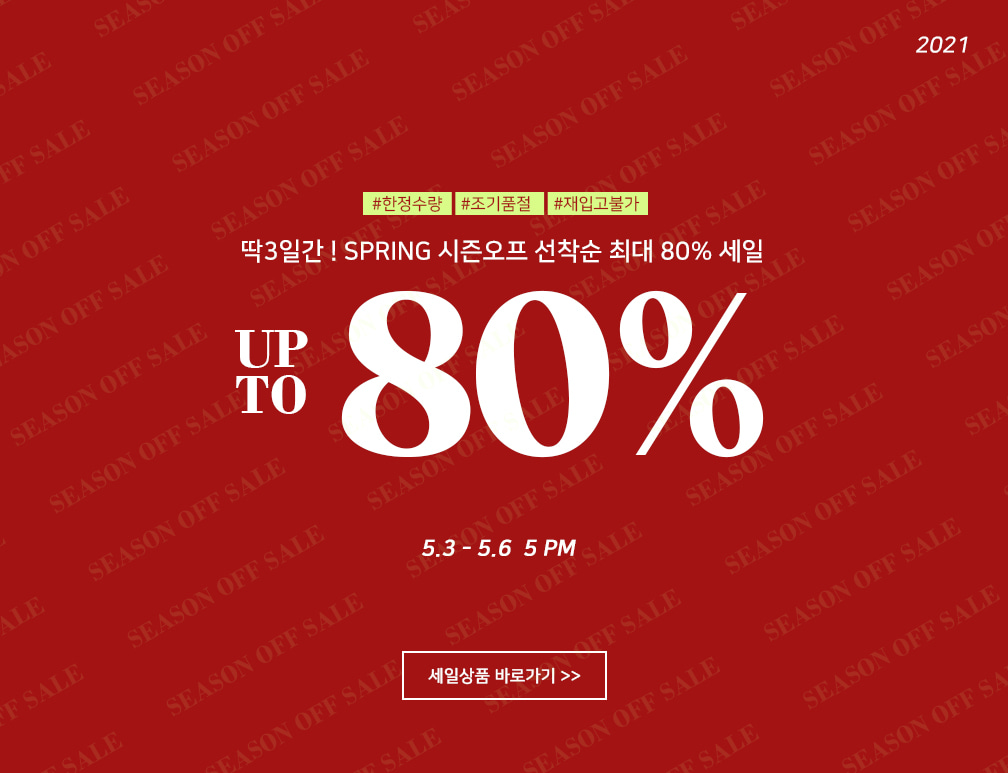 2021
#한정수량 #조기품절 #재입고불가
딱3일간 ! SPRING 시즌오프 선착순 최대 80% 세일
UP TO 80%
5.3 - 5.6 5 PM
세일상품 바로가기 >>
SEASON OFF SALE